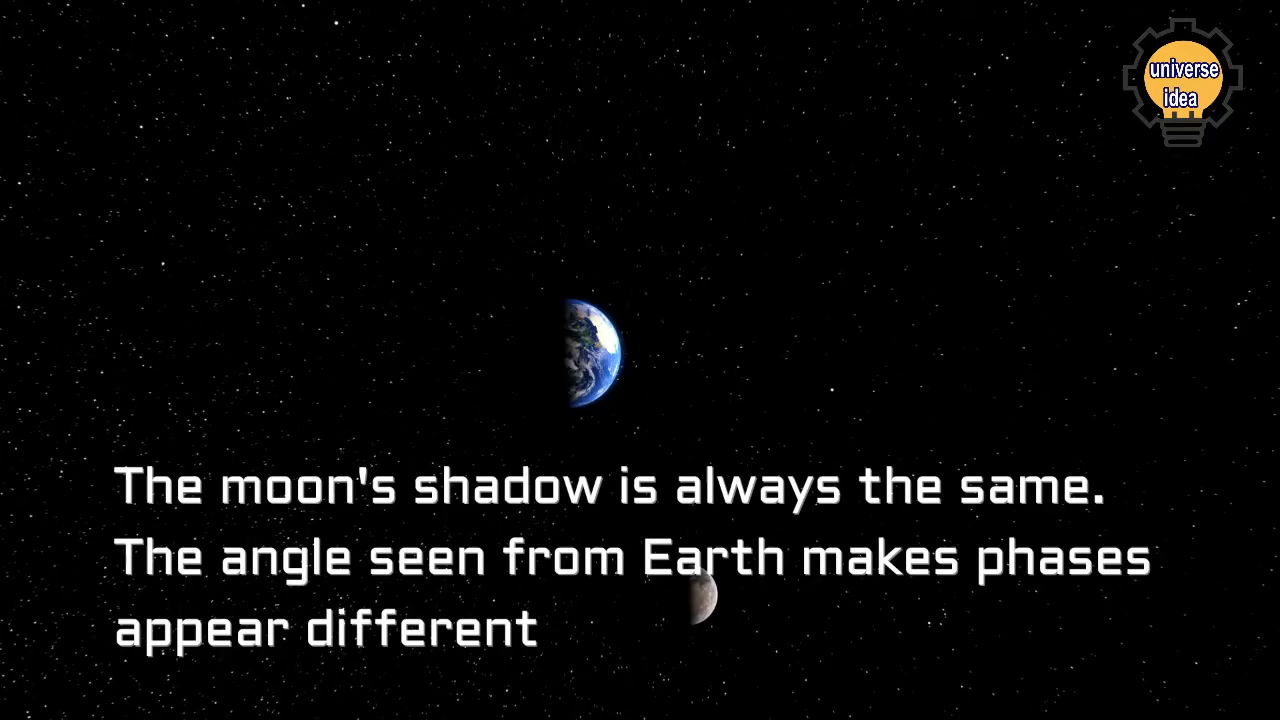 universe
idea
The moon's shadow is always the same.
The angle seen from Earth makes phases
appear different